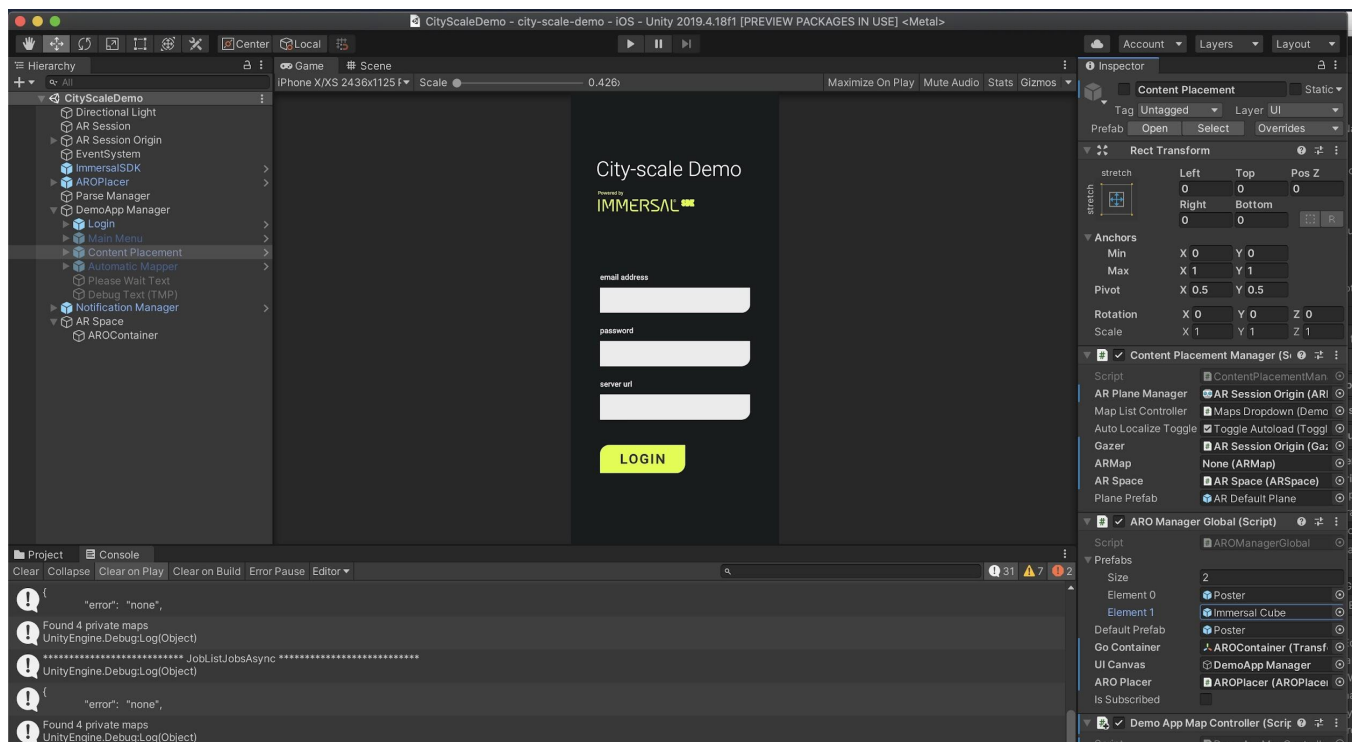 CityScaleDemo - city-scale-demo - iOS - Unity 2019.4.18f1 [PREVIEW PACKAGES IN USE] <Metal>
Center Local Account Layers Layout
Hierarchy
All
CityScaleDemo
Directional Light
AR Session
AR Session Origin
EventSystem
ImmersalSDK
AROPlacer
Parse Manager
DemoApp Manager
Login
Main Menu
Content Placement
Automatic Mapper
Please Wait Text
Debug Text (TMP)
Notification Manager
AR Space
AROContainer
Game Scene
iPhone X/XS 2436x1125 Scale 0.426 Maximize On Play Mute Audio Stats Gizmos
City-scale Demo
Powered by
IMMERSAL
email address
password
server url
LOGIN
Inspector
Content Placement Static
Tag Untagged Layer UI
Prefab Open Select Overrides
Rect Transform
stretch Left Top Pos Z
stretch 0 0 0
Right Bottom
0 0 R
Anchors
Min X 0 Y 0
Max X 1 Y 1
Pivot X 0.5 Y 0.5
Rotation X 0 Y 0 Z 0
Scale X 1 Y 1 Z 1
# Content Placement Manager (S
Script ContentPlacementMan
AR Plane Manager AR Session Origin (ARI
Map List Controller Maps Dropdown (Demo
Auto Localize Toggle Toggle Autoload (Toggl
Gazer AR Session Origin (Gaz
ARMap None (ARMap)
AR Space AR Space (ARSpace)
Plane Prefab AR Default Plane
# ARO Manager Global (Script)
Script AROManagerGlobal
Prefabs
Size 2
Element 0 Poster
Element 1 Immersal Cube
Default Prefab Poster
Go Container AROContainer (Transf
UI Canvas DemoApp Manager
ARO Placer AROPlacer (AROPlacer
Is Subscribed
Demo App Map Controller (Scrip
Project Console
Clear Collapse Clear on Play Clear on Build Error Pause Editor 31 7 2
{
"error": "none",
Found 4 private maps
UnityEngine.Debug:Log(Object)
*************************** JobListJobsAsync ***************************
UnityEngine.Debug:Log(Object)
{
"error": "none",
Found 4 private maps
UnityEngine.Debug:Log(Object)